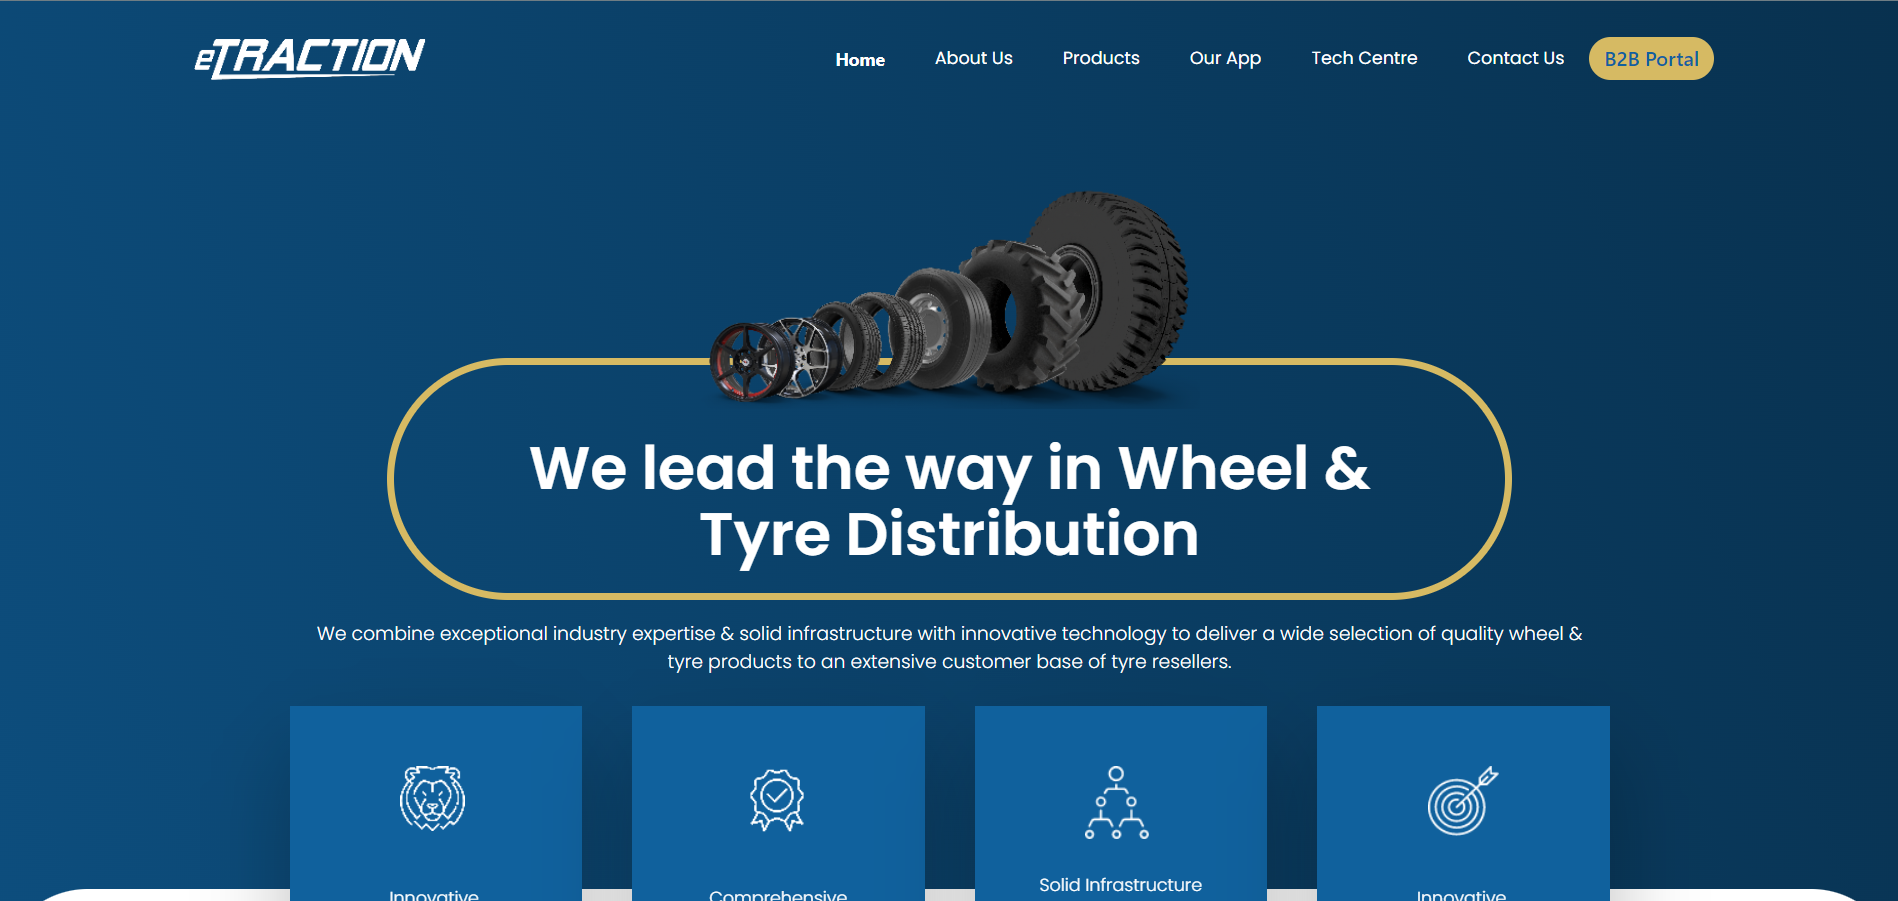 eTRACTION
Home
About Us
Products
Our App
Tech Centre
Contact Us
B2B Portal
We lead the way in Wheel &
Tyre Distribution
We combine exceptional industry expertise & solid infrastructure with innovative technology to deliver a wide selection of quality wheel &
tyre products to an extensive customer base of tyre resellers.
Innovative
Comprehensive
Solid Infrastructure
Innovative